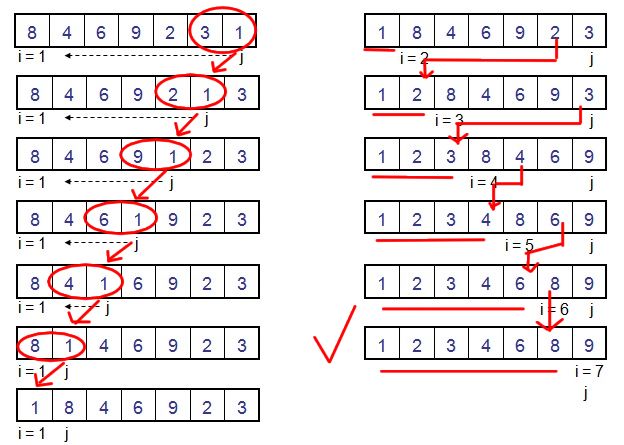 8 4 6 9 2 3 1
i = 1 j
8 4 6 9 2 1 3
i = 1 j
8 4 6 9 1 2 3
i = 1 j
8 4 6 1 9 2 3
i = 1 j
8 4 1 6 9 2 3
i = 1 j
8 1 4 6 9 2 3
i = 1 j
1 8 4 6 9 2 3
i = 1 j
1 8 4 6 9 2 3
i = 2 j
1 2 8 4 6 9 3
i = 3 j
1 2 3 8 4 6 9
i = 4 j
1 2 3 4 8 6 9
i = 5 j
1 2 3 4 6 8 9
i = 6 j
1 2 3 4 6 8 9
i = 7
j